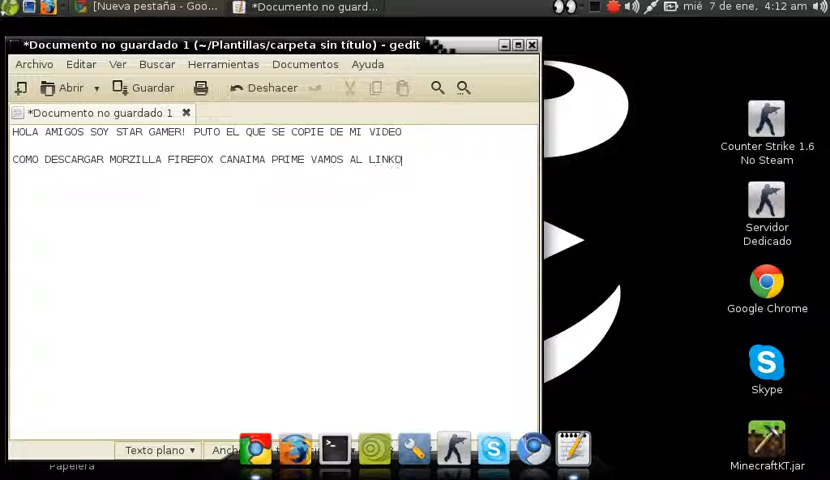 [Nueva pestaña - Goo...
*Documento no guard...
mié 7 de ene, 4:12 am
*Documento no guardado 1 (~/Plantillas/carpeta sin título) - gedit
Archivo Editar Ver Buscar Herramientas Documentos Ayuda
Abrir Guardar Deshacer
*Documento no guardado 1
HOLA AMIGOS SOY STAR GAMER! PUTO EL QUE SE COPIE DE MI VIDEO
COMO DESCARGAR MORZILLA FIREFOX CANAIMA PRIME VAMOS AL LINKD
Counter Strike 1.6
No Steam
Servidor
Dedicado
Google Chrome
Skype
MinecraftKT.jar
Texto plano
Papelera